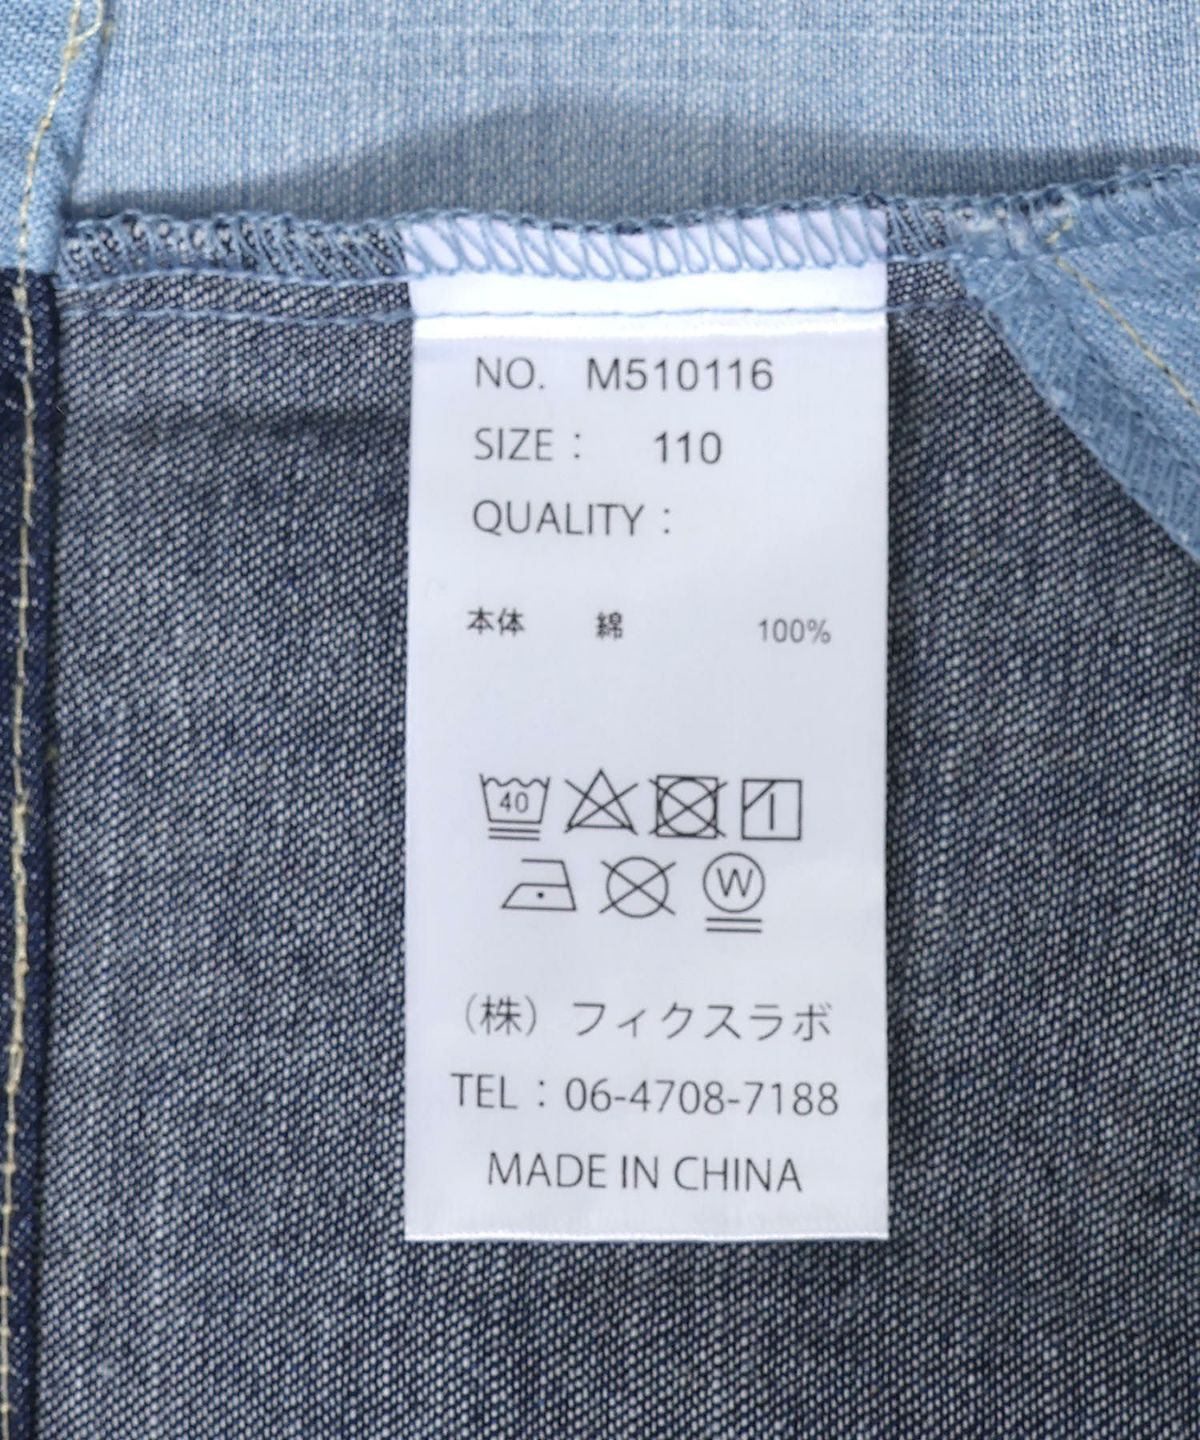 NO. M510116
SIZE : 110
QUALITY :
本体 綿 100%
40
W
（株）フィクスラボ
TEL : 06-4708-7188
MADE IN CHINA